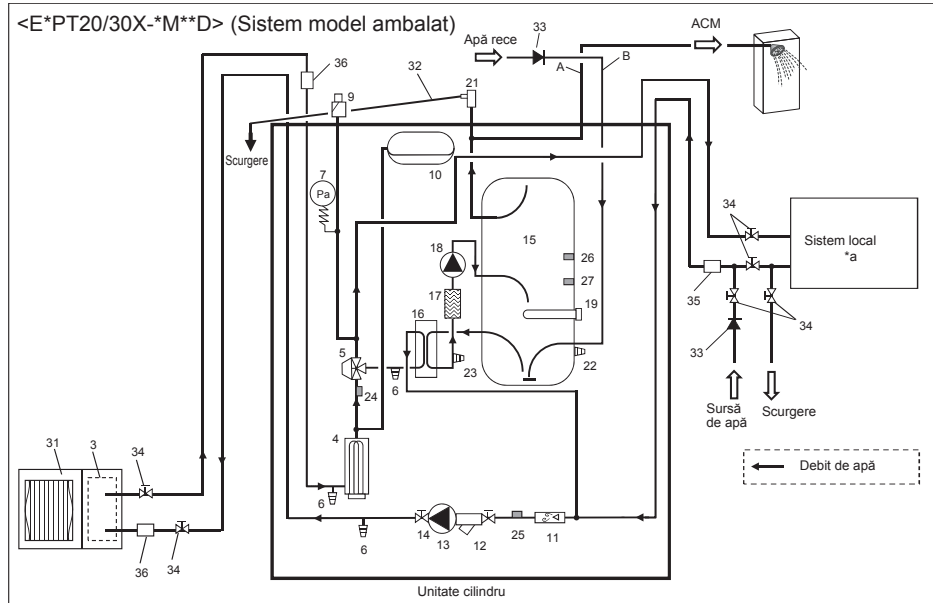 <E*PT20/30X-*M**D> (Sistem model ambalat)
ACM
Apă rece
33
A
B
36
32
21
9
Scurgere
7
Pa
10
15
18
26
27
17
19
16
5
6
23
22
24
4
6
34
Sistem local
*a
34
35
34
33
Sursă
de apă
Scurgere
Debit de apă
31
3
34
36
34
6
14
13
12
25
11
Unitate cilindru